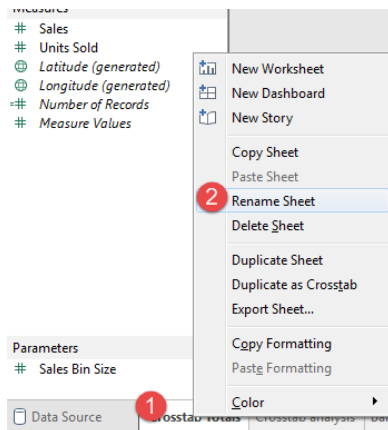 Measures
Sales
Units Sold
Latitude (generated)
Longitude (generated)
Number of Records
Measure Values
New Worksheet
New Dashboard
New Story
Copy Sheet
Paste Sheet
2 Rename Sheet
Delete Sheet
Duplicate Sheet
Duplicate as Crosstab
Export Sheet...
Copy Formatting
Paste Formatting
Color
Parameters
Sales Bin Size
Data Source
1
Crosstab Totals
Crosstab analysis